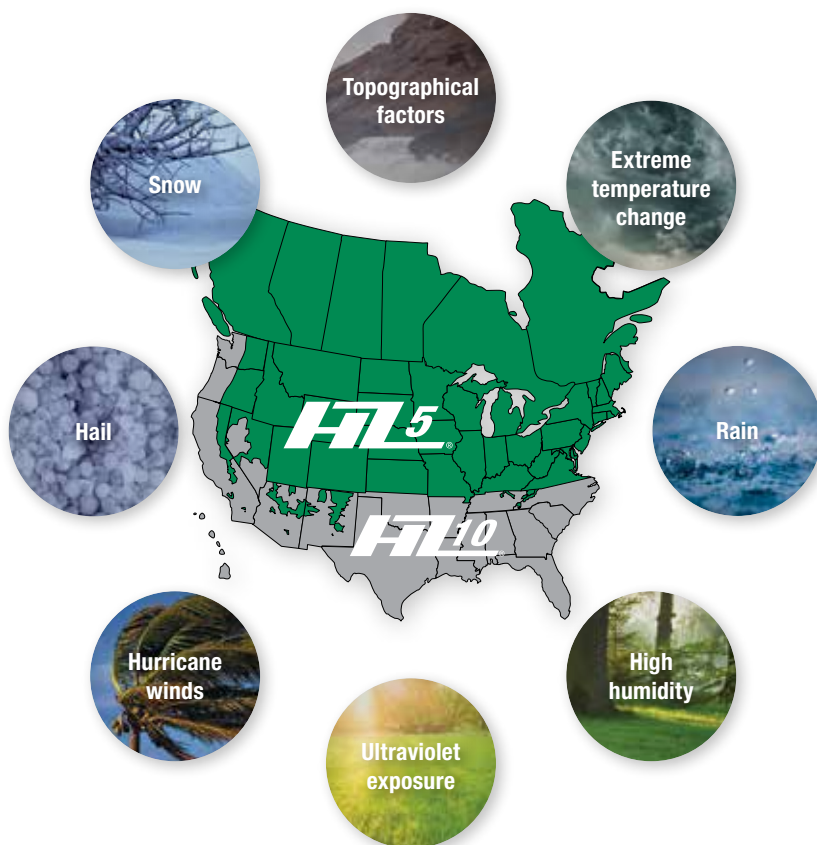 Topographical
factors
Snow
Extreme
temperature
change
Hail
HZ5®
Rain
HZ10®
Hurricane
winds
High
humidity
Ultraviolet
exposure